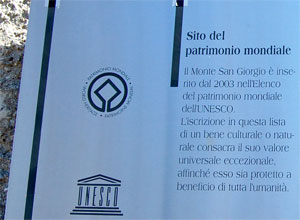 Sito del
patrimonio mondiale
Il Monte San Giorgio è inse-
rito dal 2003 nell'Elenco
del patrimonio mondiale
dell'UNESCO.
L'iscrizione in questa lista
di un bene culturale o natu-
rale consacra il suo valore
universale eccezionale,
affinché esso sia protetto a
beneficio di tutta l'umanità.
PATRIMONIO MONDIALE
UNESCO